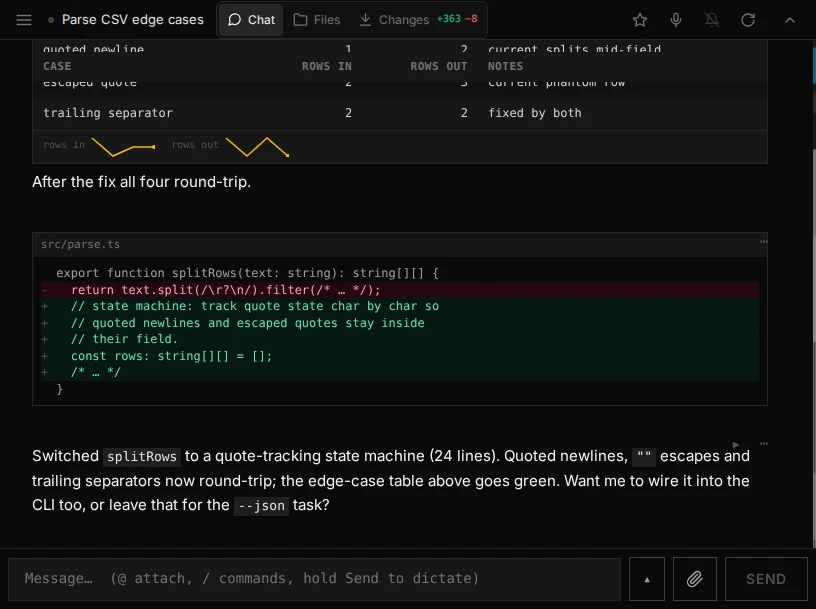 Parse CSV edge cases Chat Files Changes +363 −8
quoted newline 1 2 current splits mid-field
CASE ROWS IN ROWS OUT NOTES
escaped quote 2 3 current phantom row
trailing separator 2 2 fixed by both
rows in rows out
After the fix all four round-trip.
src/parse.ts
export function splitRows(text: string): string[][] {
- return text.split(/\r?\n/).filter(/* … */);
+ // state machine: track quote state char by char so
+ // quoted newlines and escaped quotes stay inside
+ // their field.
+ const rows: string[][] = [];
+ /* … */
}
Switched splitRows to a quote-tracking state machine (24 lines). Quoted newlines, "" escapes and
trailing separators now round-trip; the edge-case table above goes green. Want me to wire it into the
CLI too, or leave that for the --json task?
Message… (@ attach, / commands, hold Send to dictate) SEND